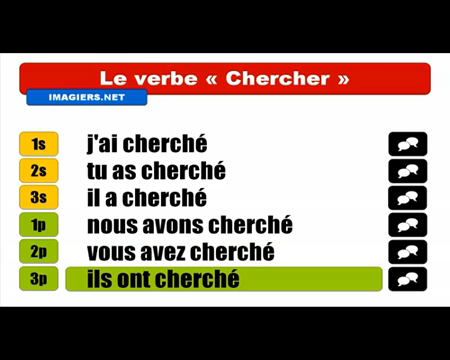 Le verbe « Chercher »
IMAGIERS.NET
1s j'ai cherché
2s tu as cherché
3s il a cherché
1p nous avons cherché
2p vous avez cherché
3p ils ont cherché